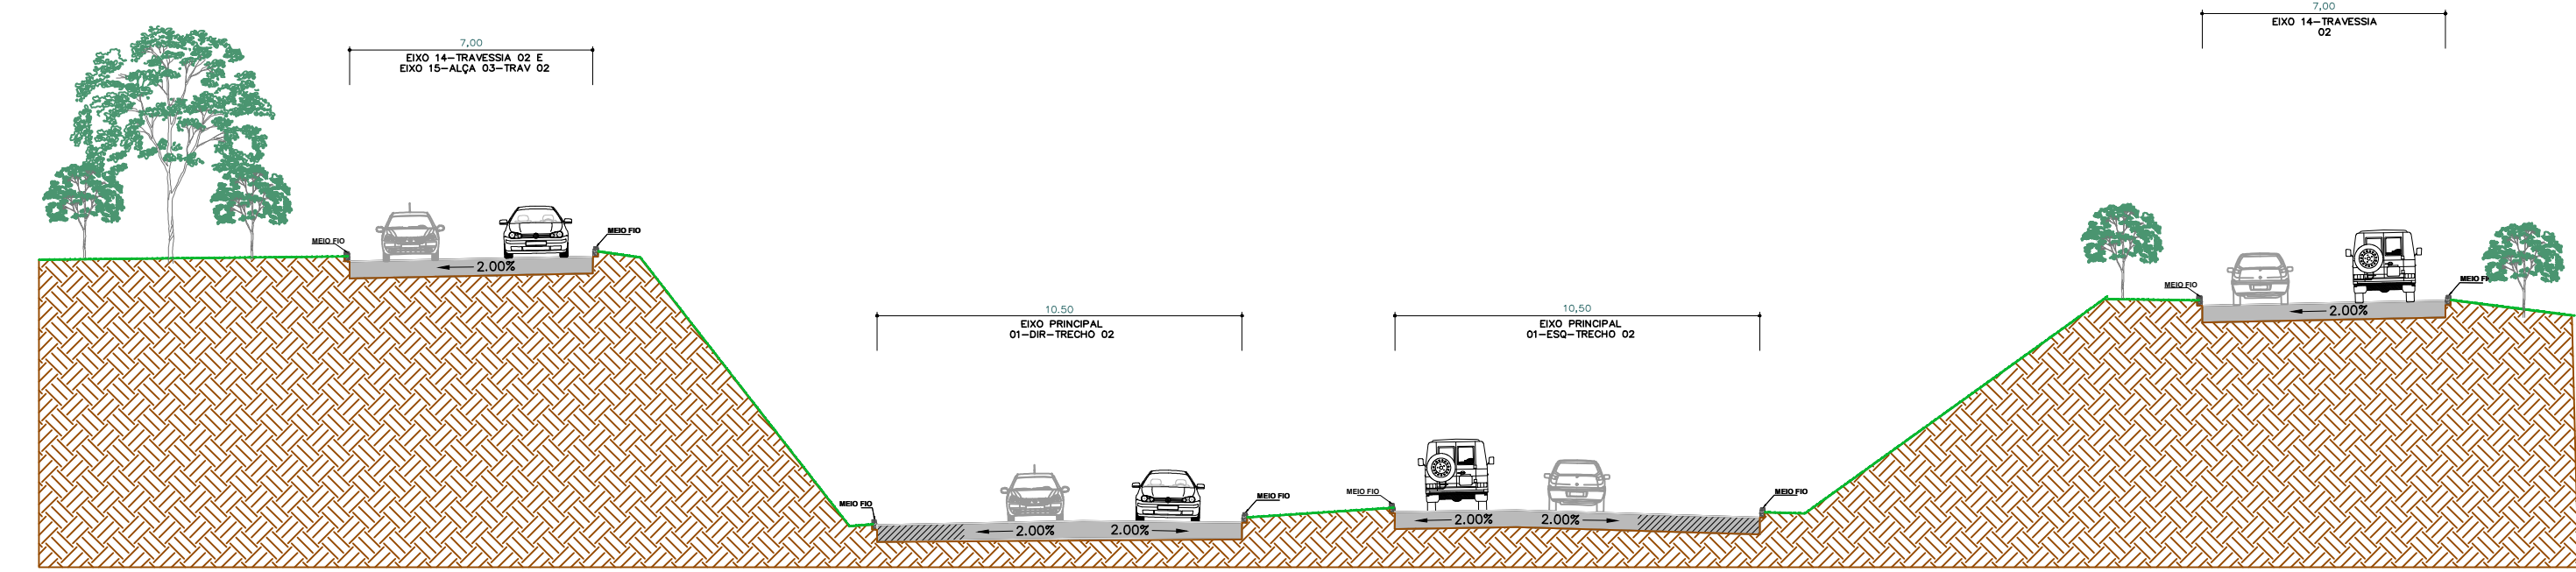 7,00
EIXO 14-TRAVESSIA 02 E
EIXO 15-ALÇA 03-TRAV 02
7,00
EIXO 14-TRAVESSIA
02
MEIO FIO
MEIO FIO
2.00%
MEIO FIO
MEIO FI
2.00%
10.50
EIXO PRINCIPAL
01-DIR-TRECHO 02
10,50
EIXO PRINCIPAL
01-ESQ-TRECHO 02
MEIO FIO
MEIO FIO
2.00%
2.00%
MEIO FIO
MEIO FIO
2.00%
2.00%